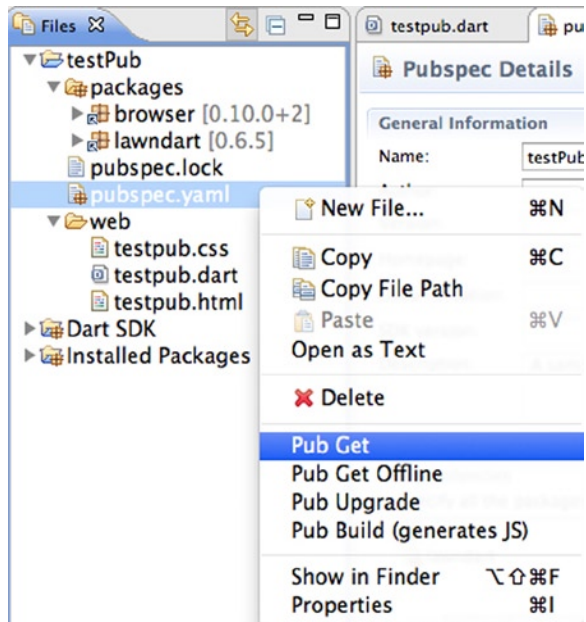 Files
testpub.dart
pu
testPub
packages
browser [0.10.0+2]
lawndart [0.6.5]
pubspec.lock
pubspec.yaml
web
testpub.css
testpub.dart
testpub.html
Dart SDK
Installed Packages
Pubspec Details
General Information
Name:
testPub
New File... ⌘N
Copy ⌘C
Copy File Path
Paste ⌘V
Open as Text
Delete
Pub Get
Pub Get Offline
Pub Upgrade
Pub Build (generates JS)
Show in Finder ⌥⇧⌘F
Properties ⌘I